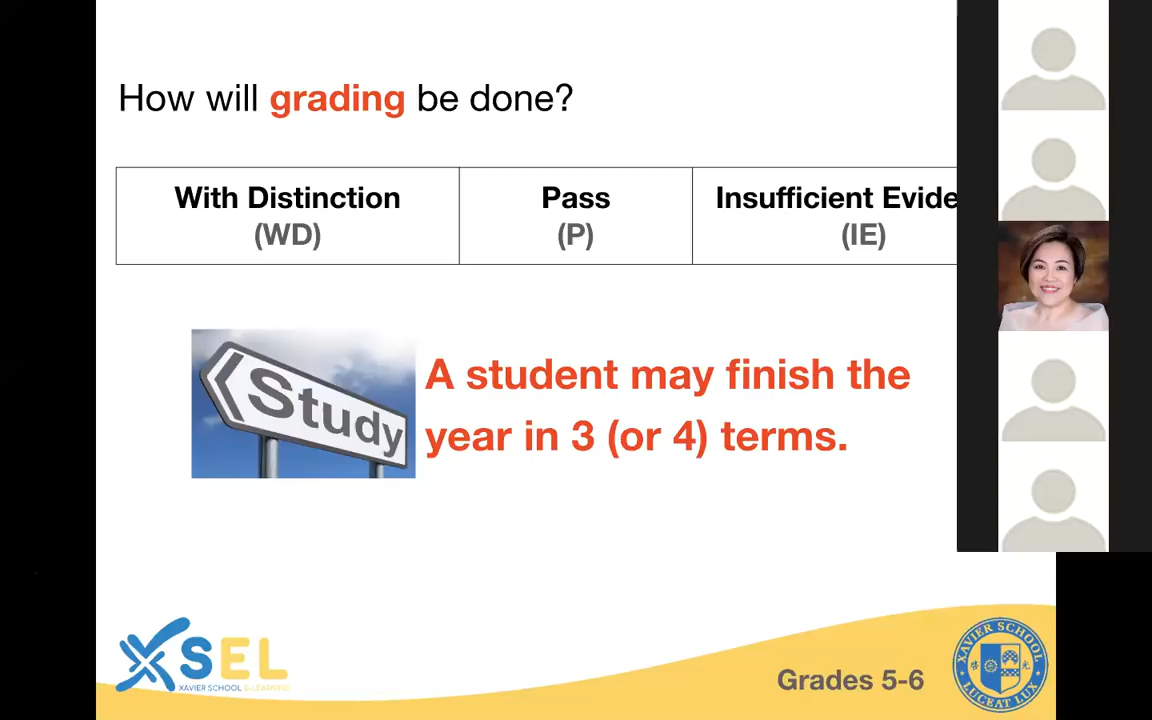 How will grading be done?
With Distinction
(WD)
Pass
(P)
Insufficient Evide
(IE)
Study
A student may finish the
year in 3 (or 4) terms.
XSEL
XAVIER SCHOOL E-LEARNING
Grades 5-6
XAVIER SCHOOL
LUCEAT LUX